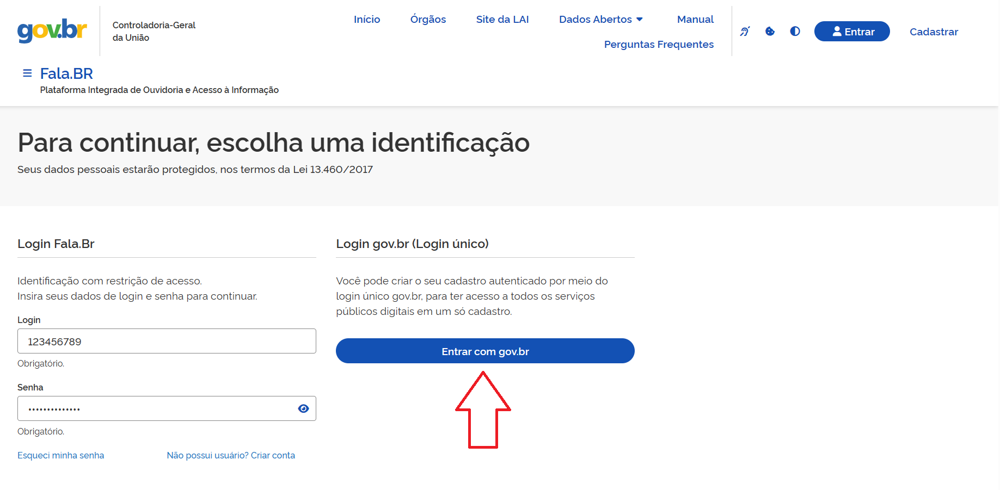 gov.br
Controladoria-Geral
da União
Início
Órgãos
Site da LAI
Dados Abertos
Manual
Perguntas Frequentes
Entrar
Cadastrar
Fala.BR
Plataforma Integrada de Ouvidoria e Acesso à Informação
Para continuar, escolha uma identificação
Seus dados pessoais estarão protegidos, nos termos da Lei 13.460/2017
Login Fala.Br
Identificação com restrição de acesso.
Insira seus dados de login e senha para continuar.
Login
123456789
Obrigatório.
Senha
••••••••••••••
Obrigatório.
Esqueci minha senha
Não possui usuário? Criar conta
Login gov.br (Login único)
Você pode criar o seu cadastro autenticado por meio do
login único gov.br, para ter acesso a todos os serviços
públicos digitais em um só cadastro.
Entrar com gov.br